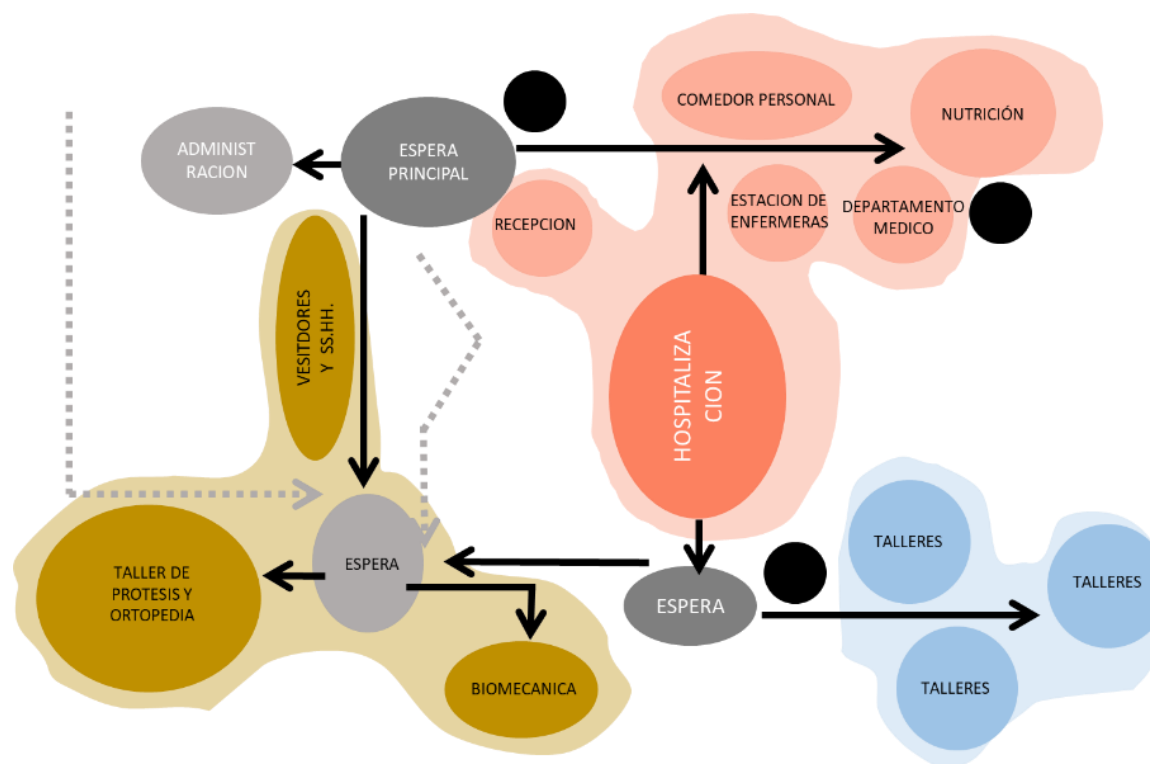 COMEDOR PERSONAL
NUTRICIÓN
ADMINIST
RACION
ESPERA
PRINCIPAL
RECEPCION
ESTACION DE
ENFERMERAS
DEPARTAMENTO
MEDICO
VESITDORES
Y SS.HH.
HOSPITALIZA
CION
TALLERES
TALLERES
TALLERES
ESPERA
TALLER DE
PROTESIS Y
ORTOPEDIA
ESPERA
BIOMECANICA